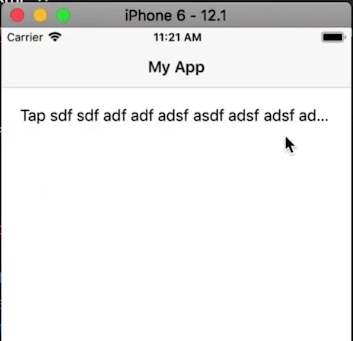 iPhone 6 - 12.1
Carrier 11:21 AM
My App
Tap sdf sdf adf adf adsf asdf adsf adsf ad...